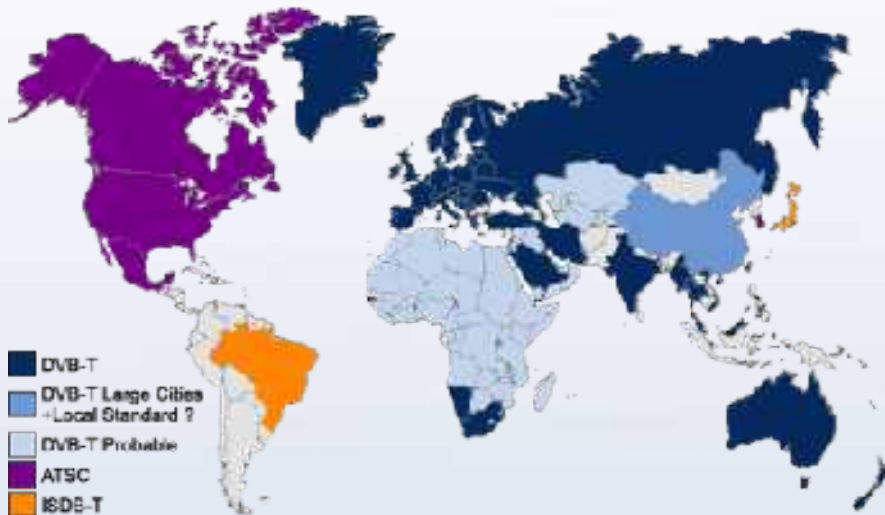 DVB-T
DVB-T Large Cities
+Local Standard ?
DVB-T Probable
ATSC
ISDB-T